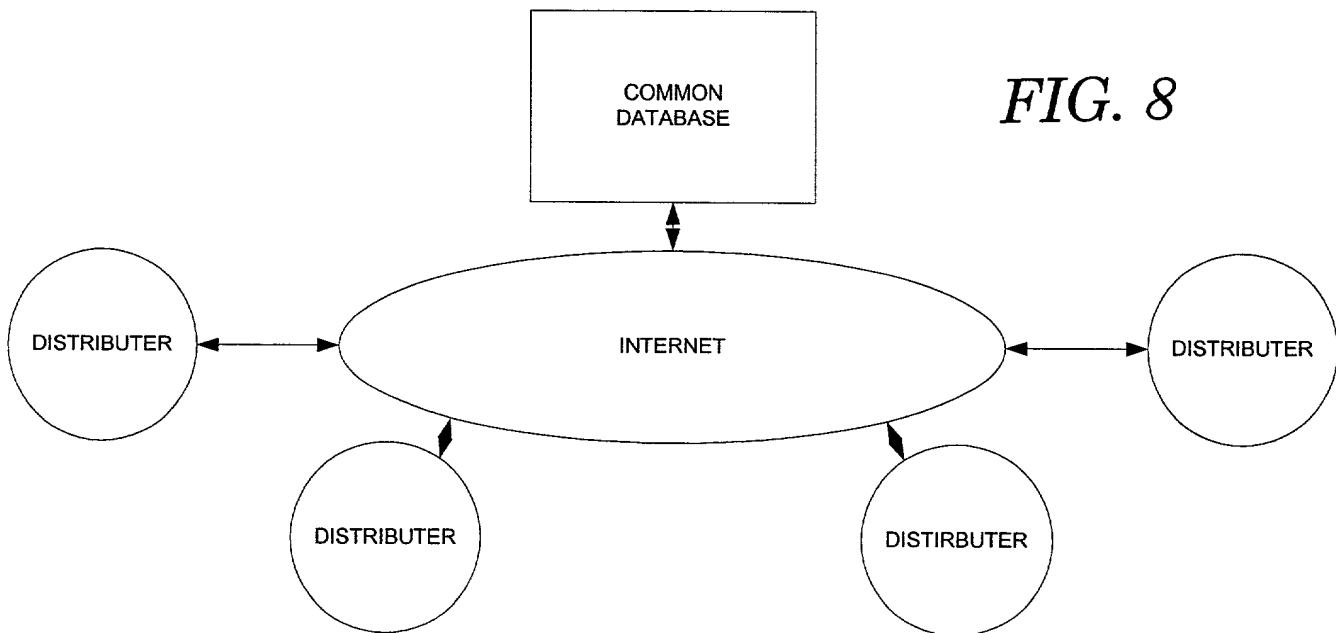 COMMON
DATABASE
FIG. 8
DISTRIBUTER
INTERNET
DISTRIBUTER
DISTRIBUTER
DISTIRBUTER